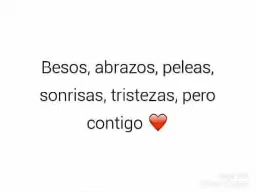 Besos, abrazos, peleas,
sonrisas, tristezas, pero
contigo ❤️